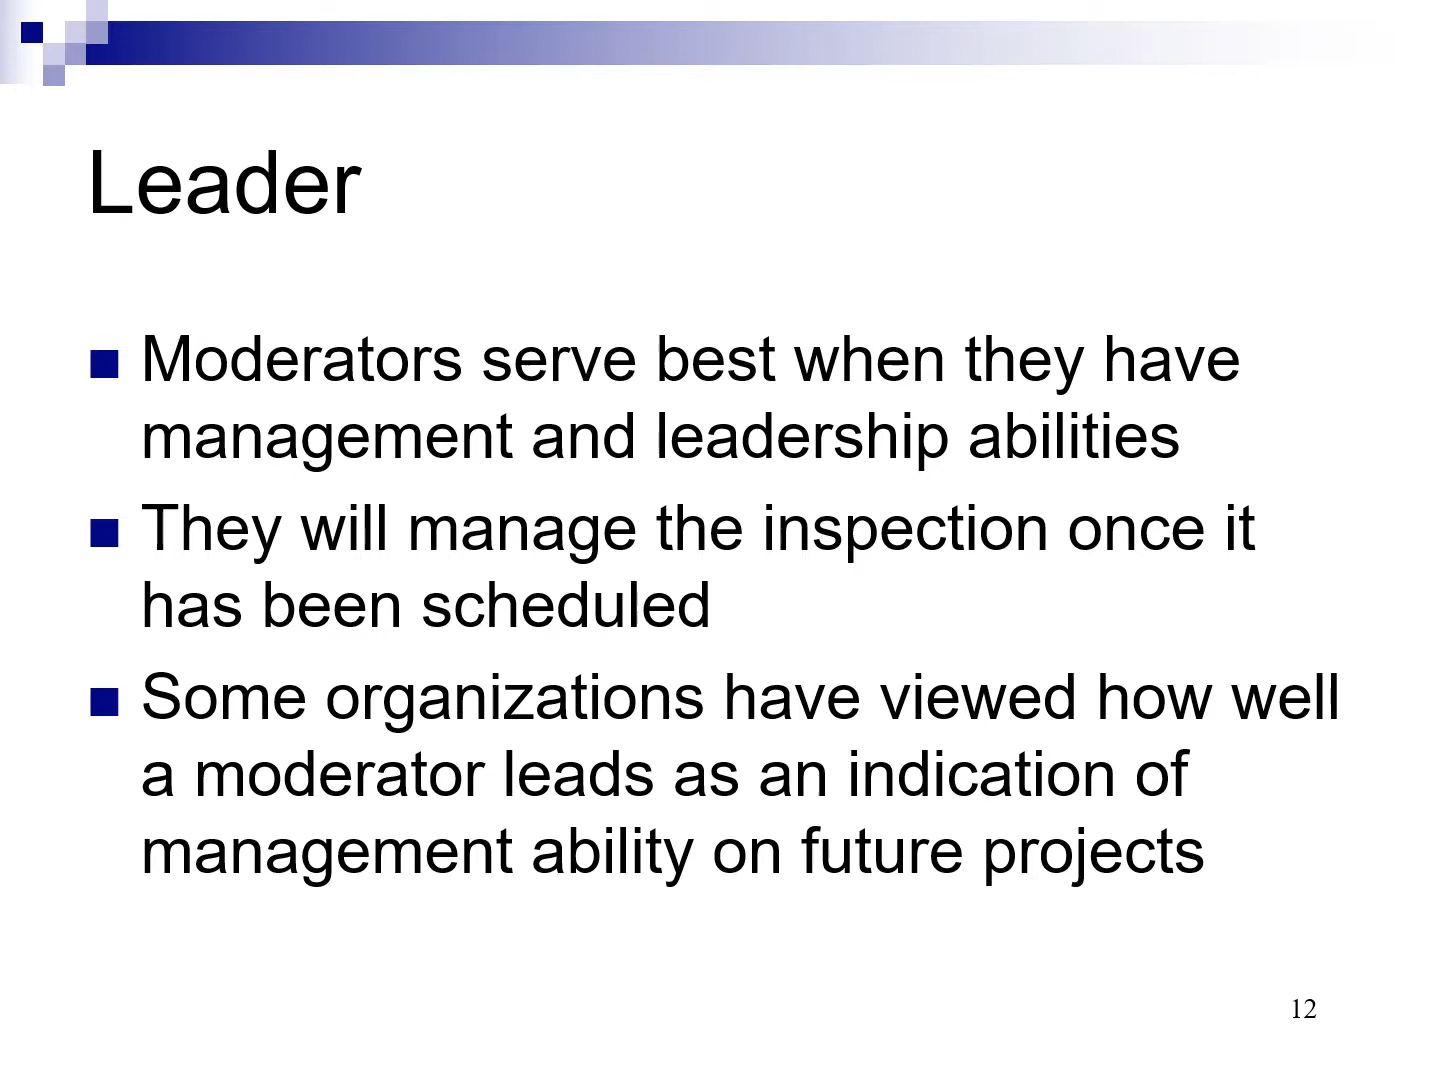 Leader
Moderators serve best when they have
management and leadership abilities
They will manage the inspection once it
has been scheduled
Some organizations have viewed how well
a moderator leads as an indication of
management ability on future projects
12